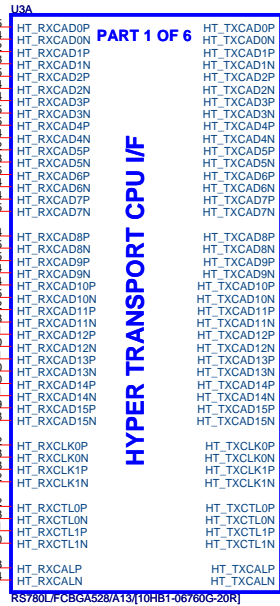 U3A
HT_RXCAD0P PART 1 OF 6 HT_TXCAD0P
HT_RXCAD0N HT_TXCAD0N
HT_RXCAD1P HT_TXCAD1P
HT_RXCAD1N HT_TXCAD1N
HT_RXCAD2P HT_TXCAD2P
HT_RXCAD2N HT_TXCAD2N
HT_RXCAD3P HT_TXCAD3P
HT_RXCAD3N HT_TXCAD3N
HT_RXCAD4P HT_TXCAD4P
HT_RXCAD4N HT_TXCAD4N
HT_RXCAD5P HT_TXCAD5P
HT_RXCAD5N HT_TXCAD5N
HT_RXCAD6P HT_TXCAD6P
HT_RXCAD6N HT_TXCAD6N
HT_RXCAD7P HT_TXCAD7P
HT_RXCAD7N HT_TXCAD7N
HYPER TRANSPORT CPU I/F
HT_RXCAD8P HT_TXCAD8P
HT_RXCAD8N HT_TXCAD8N
HT_RXCAD9P HT_TXCAD9P
HT_RXCAD9N HT_TXCAD9N
HT_RXCAD10P HT_TXCAD10P
HT_RXCAD10N HT_TXCAD10N
HT_RXCAD11P HT_TXCAD11P
HT_RXCAD11N HT_TXCAD11N
HT_RXCAD12P HT_TXCAD12P
HT_RXCAD12N HT_TXCAD12N
HT_RXCAD13P HT_TXCAD13P
HT_RXCAD13N HT_TXCAD13N
HT_RXCAD14P HT_TXCAD14P
HT_RXCAD14N HT_TXCAD14N
HT_RXCAD15P HT_TXCAD15P
HT_RXCAD15N HT_TXCAD15N
HT_RXCLK0P HT_TXCLK0P
HT_RXCLK0N HT_TXCLK0N
HT_RXCLK1P HT_TXCLK1P
HT_RXCLK1N HT_TXCLK1N
HT_RXCTL0P HT_TXCTL0P
HT_RXCTL0N HT_TXCTL0N
HT_RXCTL1P HT_TXCTL1P
HT_RXCTL1N HT_TXCTL1N
HT_RXCALP HT_TXCALP
HT_RXCALN HT_TXCALN
RS780L/FCBGA528/A13/[10HB1-06760G-20R]